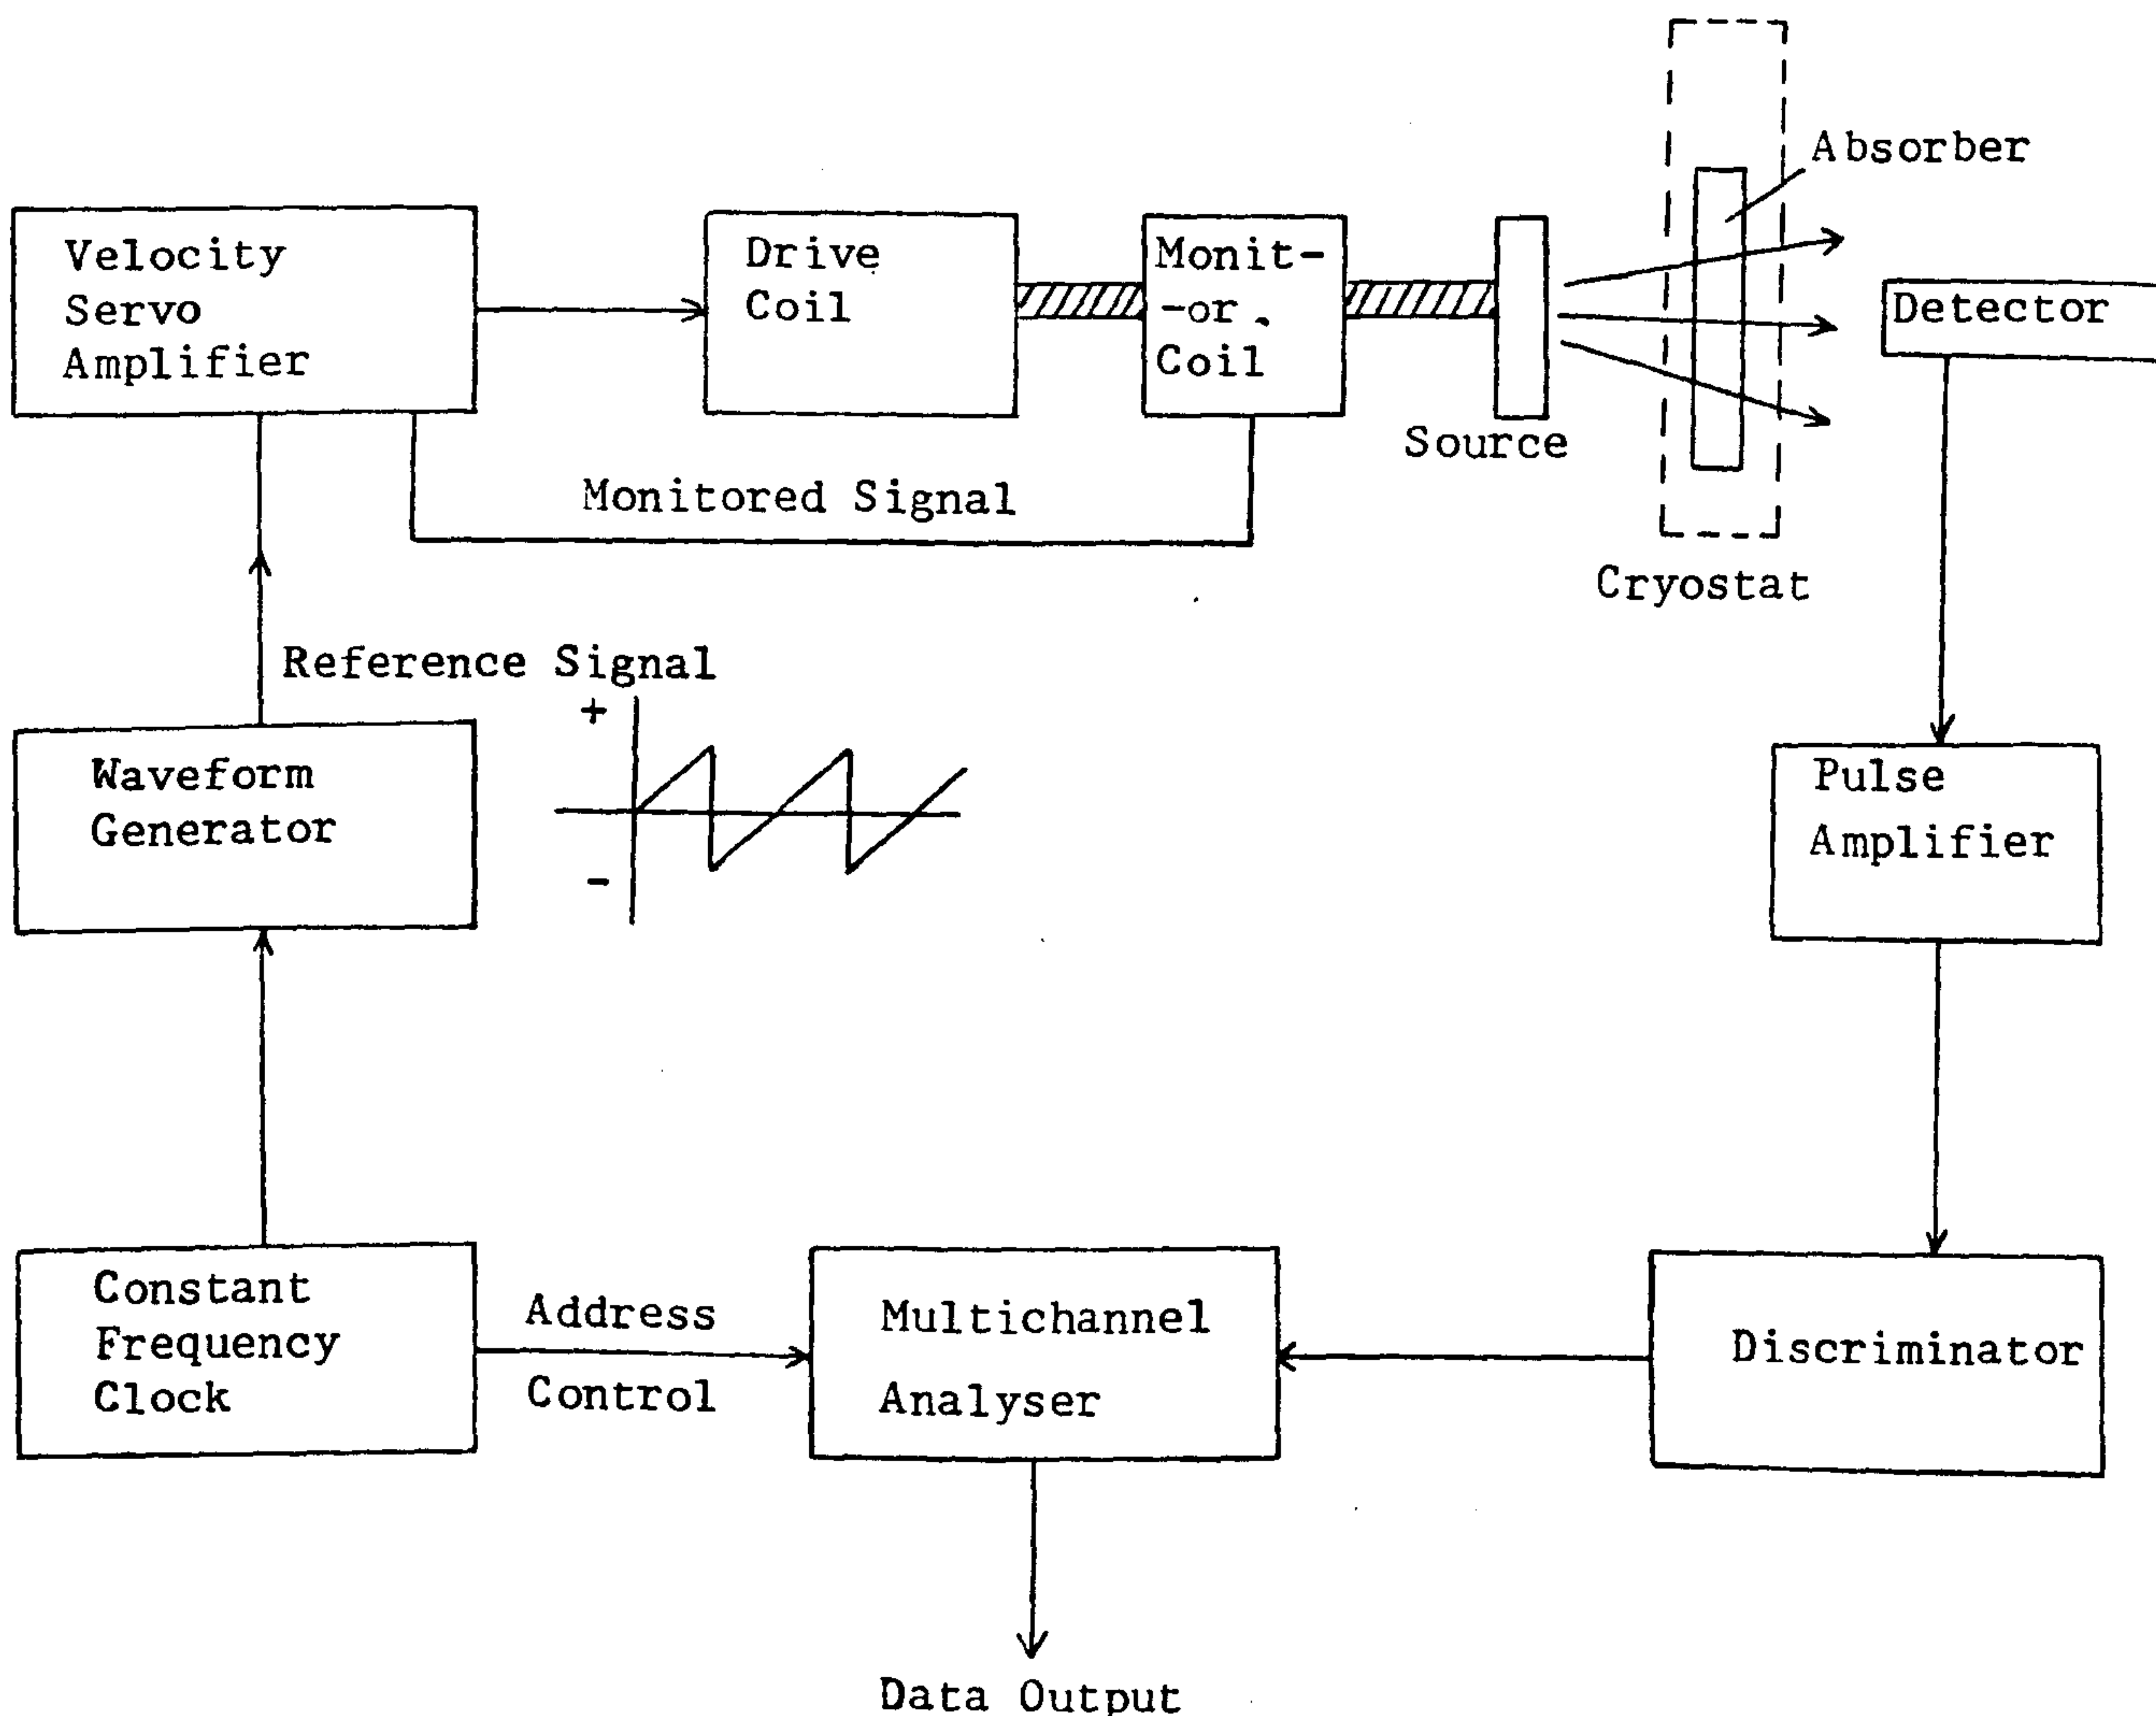 Absorber
Velocity
Servo
Amplifier
Drive
Coil
Monit-
-or
Coil
Detector
Source
Monitored Signal
Cryostat
Reference Signal
+
-
Waveform
Generator
Pulse
Amplifier
Constant
Frequency
Clock
Address
Control
Multichannel
Analyser
Discriminator
Data Output